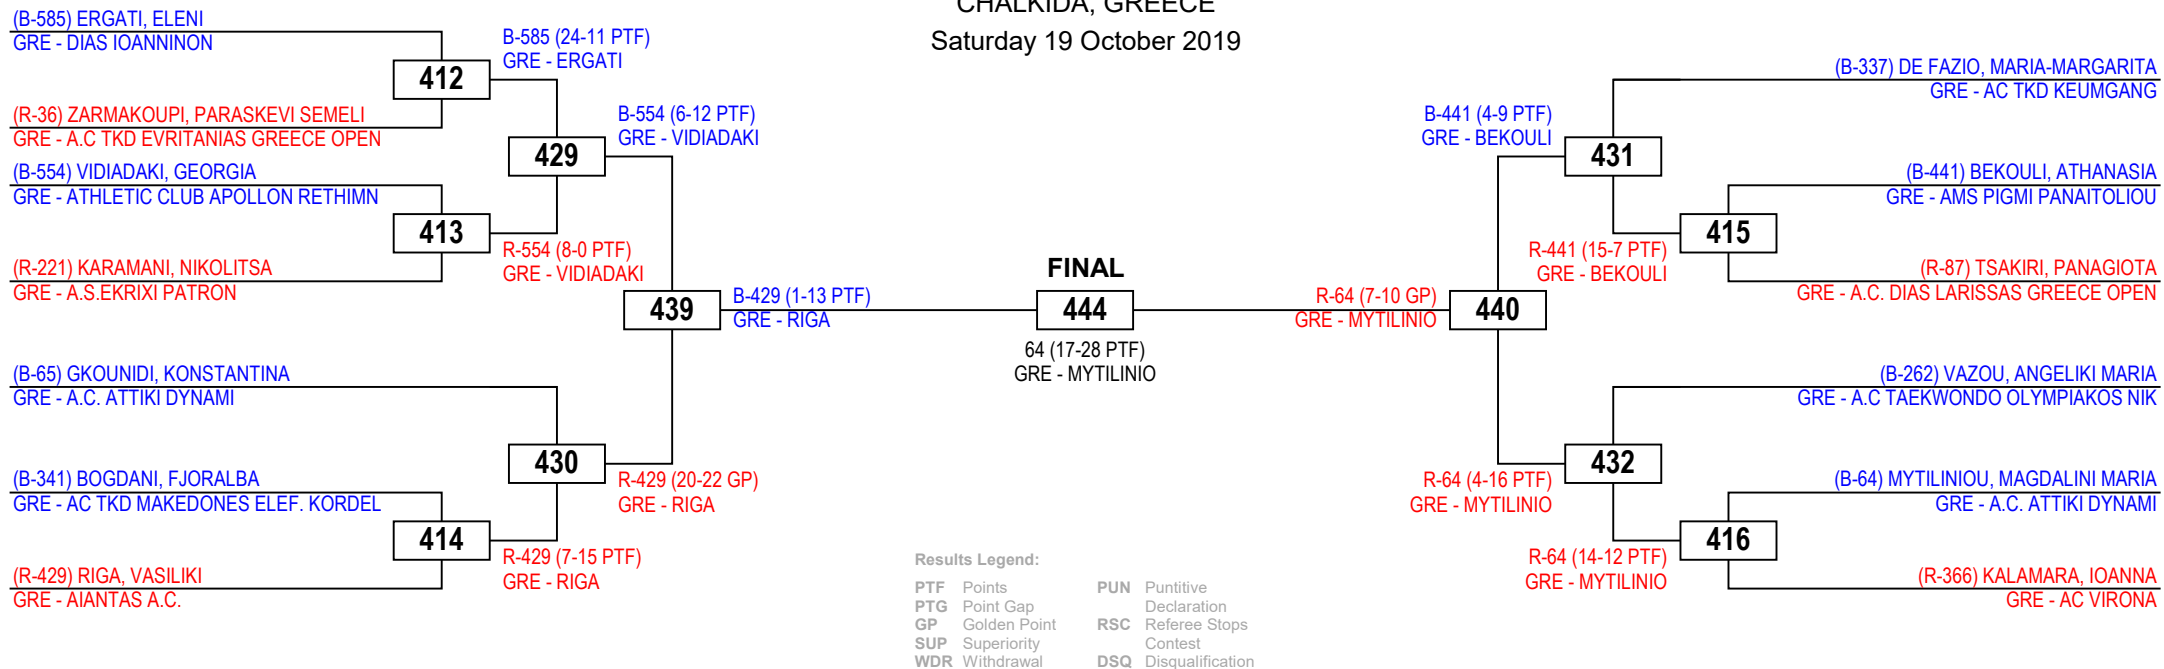 CHALKIDA, GREECE
Saturday 19 October 2019
(B-585) ERGATI, ELENI
GRE - DIAS IOANNINON
412
(R-36) ZARMAKOUPI, PARASKEVI SEMELI
GRE - A.C TKD EVRITANIAS GREECE OPEN
(B-554) VIDIADAKI, GEORGIA
GRE - ATHLETIC CLUB APOLLON RETHIMN
413
(R-221) KARAMANI, NIKOLITSA
GRE - A.S.EKRIXI PATRON
(B-65) GKOUNIDI, KONSTANTINA
GRE - A.C. ATTIKI DYNAMI
(B-341) BOGDANI, FJORALBA
GRE - AC TKD MAKEDONES ELEF. KORDEL
414
(R-429) RIGA, VASILIKI
GRE - AIANTAS A.C.
B-585 (24-11 PTF)
GRE - ERGATI
429
R-554 (8-0 PTF)
GRE - VIDIADAKI
430
R-429 (7-15 PTF)
GRE - RIGA
B-554 (6-12 PTF)
GRE - VIDIADAKI
439
R-429 (20-22 GP)
GRE - RIGA
B-429 (1-13 PTF)
GRE - RIGA
FINAL
444
64 (17-28 PTF)
GRE - MYTILINIO
R-64 (7-10 GP)
GRE - MYTILINIO
440
B-441 (4-9 PTF)
GRE - BEKOULI
431
R-64 (4-16 PTF)
GRE - MYTILINIO
432
R-441 (15-7 PTF)
GRE - BEKOULI
415
R-64 (14-12 PTF)
GRE - MYTILINIO
416
(B-337) DE FAZIO, MARIA-MARGARITA
GRE - AC TKD KEUMGANG
(B-441) BEKOULI, ATHANASIA
GRE - AMS PIGMI PANAITOLIOU
(R-87) TSAKIRI, PANAGIOTA
GRE - A.C. DIAS LARISSAS GREECE OPEN
(B-262) VAZOU, ANGELIKI MARIA
GRE - A.C TAEKWONDO OLYMPIAKOS NIK
(B-64) MYTILINIOU, MAGDALINI MARIA
GRE - A.C. ATTIKI DYNAMI
(R-366) KALAMARA, IOANNA
GRE - AC VIRONA
Results Legend:
PTF Points
PTG Point Gap
GP Golden Point
SUP Superiority
WDR Withdrawal
PUN Puntitive
Declaration
RSC Referee Stops
Contest
DSQ Disqualification